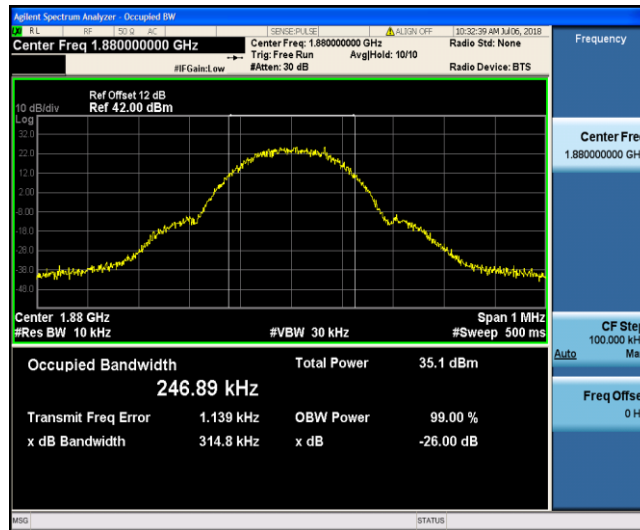 Agilent Spectrum Analyzer - Occupied BW
RL RF 50 Ω AC SENSE:PULSE ALIGN OFF 10:32:39 AM Jul 06, 2018
Center Freq 1.880000000 GHz
Center Freq: 1.880000000 GHz
Radio Std: None
Trig: Free Run Avg|Hold: 10/10
#IFGain:Low #Atten: 30 dB Radio Device: BTS
Frequency
Ref Offset 12 dB
10 dB/div Ref 42.00 dBm
Log
32.0
22.0
12.0
2.00
-8.00
-18.0
-28.0
-38.0
-48.0
Center 1.88 GHz Span 1 MHz
#Res BW 10 kHz #VBW 30 kHz #Sweep 500 ms
Occupied Bandwidth Total Power 35.1 dBm
246.89 kHz
Transmit Freq Error 1.139 kHz OBW Power 99.00 %
x dB Bandwidth 314.8 kHz x dB -26.00 dB
Center Fre
1.880000000 GH
CF Ste
100.000 kH
Auto Ma
Freq Offse
0 H
MSG STATUS